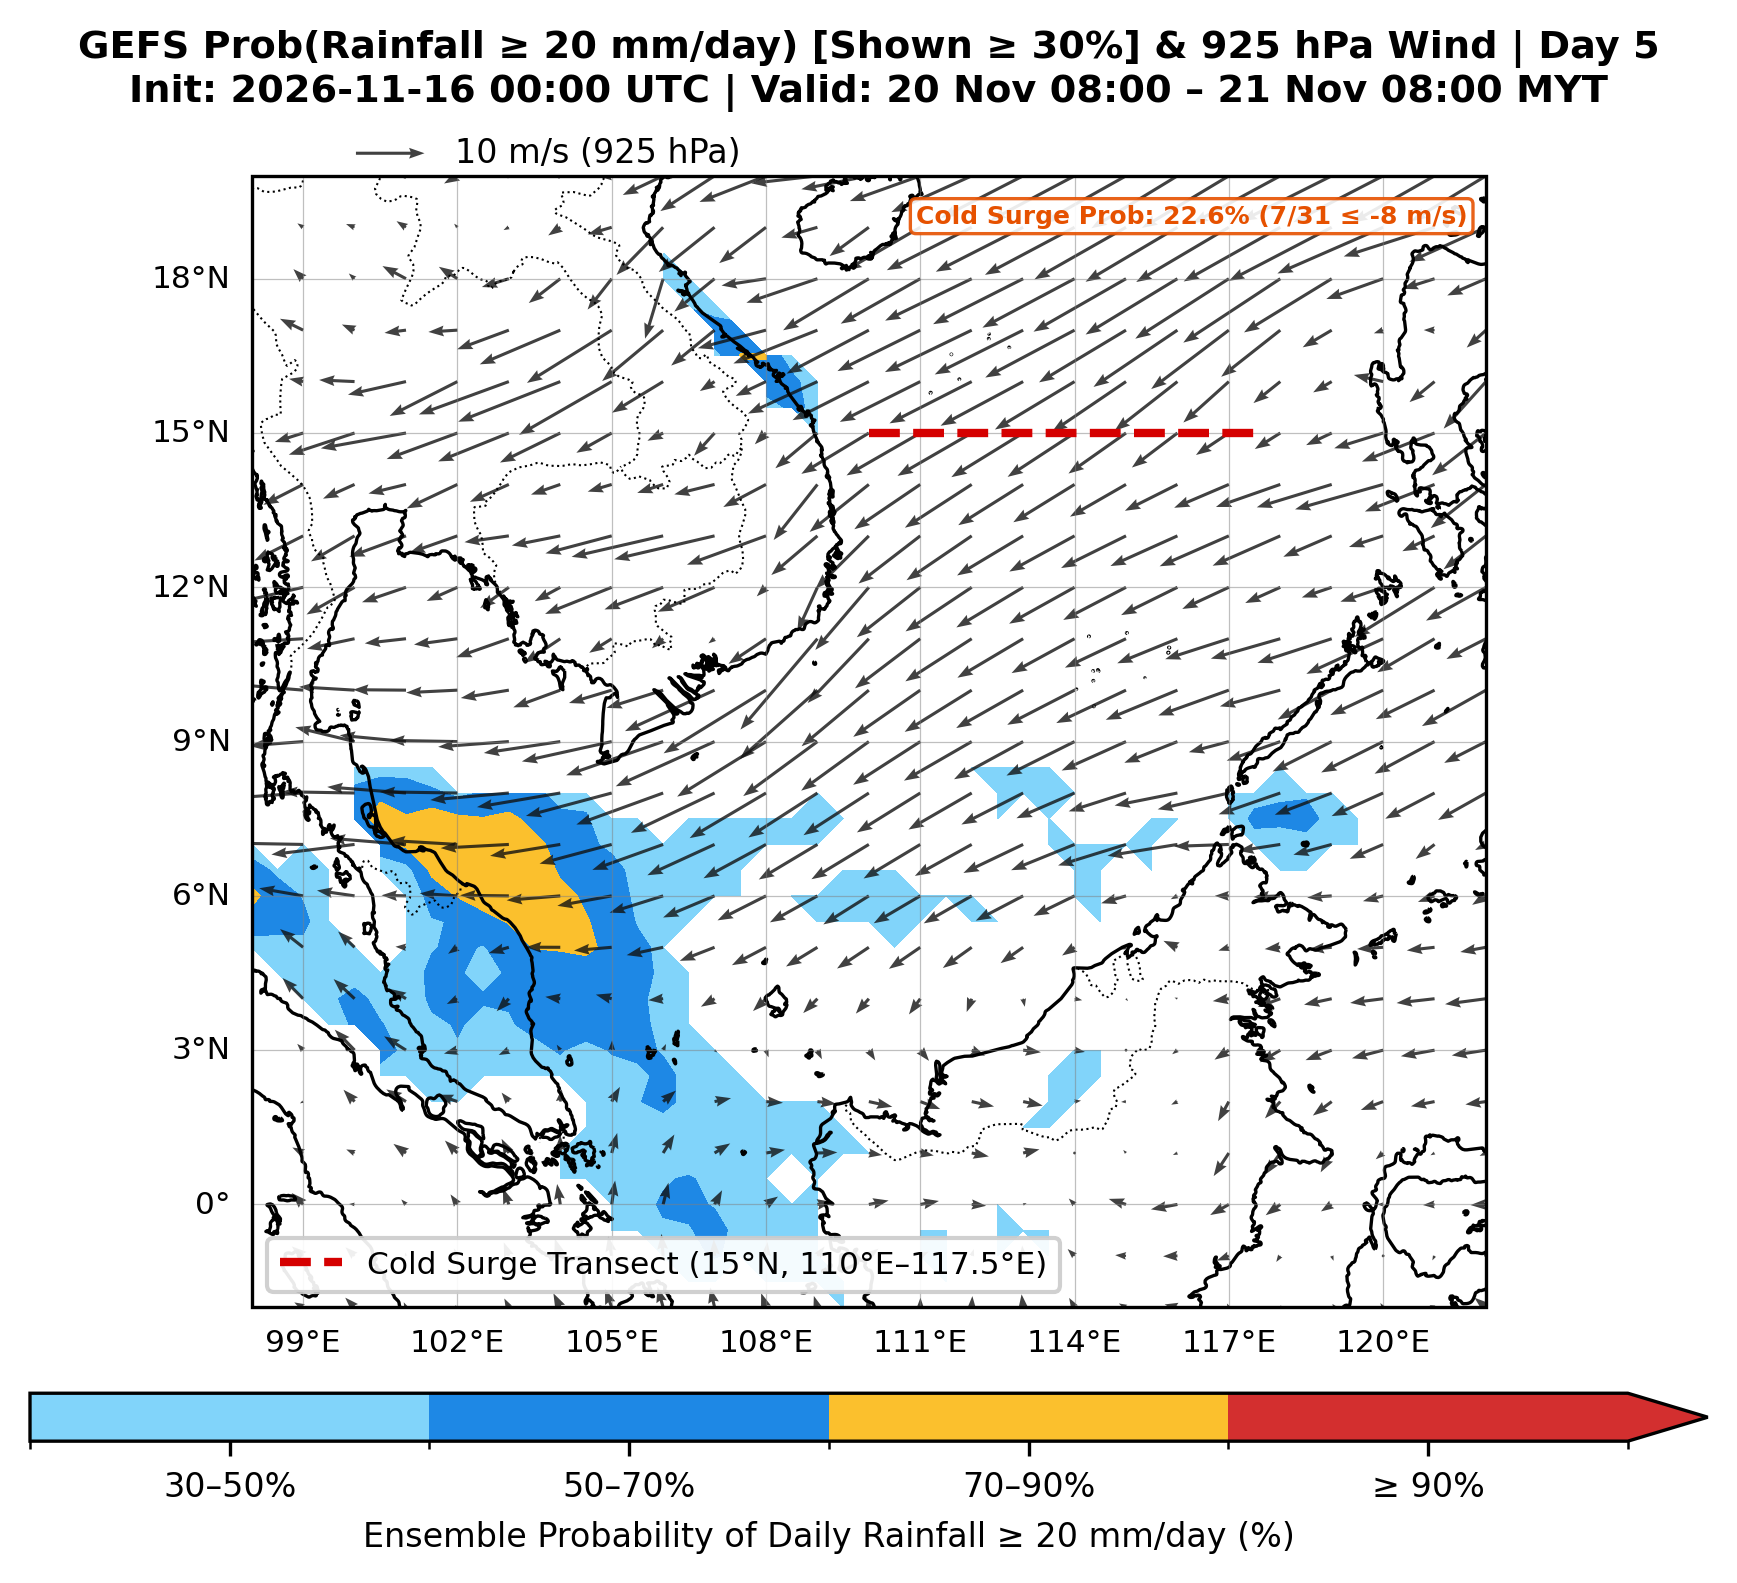 GEFS Prob(Rainfall ≥ 20 mm/day) [Shown ≥ 30%] & 925 hPa Wind | Day 5
Init: 2026-11-16 00:00 UTC | Valid: 20 Nov 08:00 – 21 Nov 08:00 MYT
10 m/s (925 hPa)
Cold Surge Prob: 22.6% (7/31 ≤ -8 m/s)
18°N
15°N
12°N
9°N
6°N
3°N
0°
Cold Surge Transect (15°N, 110°E–117.5°E)
99°E 102°E 105°E 108°E 111°E 114°E 117°E 120°E
30–50% 50–70% 70–90% ≥ 90%
Ensemble Probability of Daily Rainfall ≥ 20 mm/day (%)